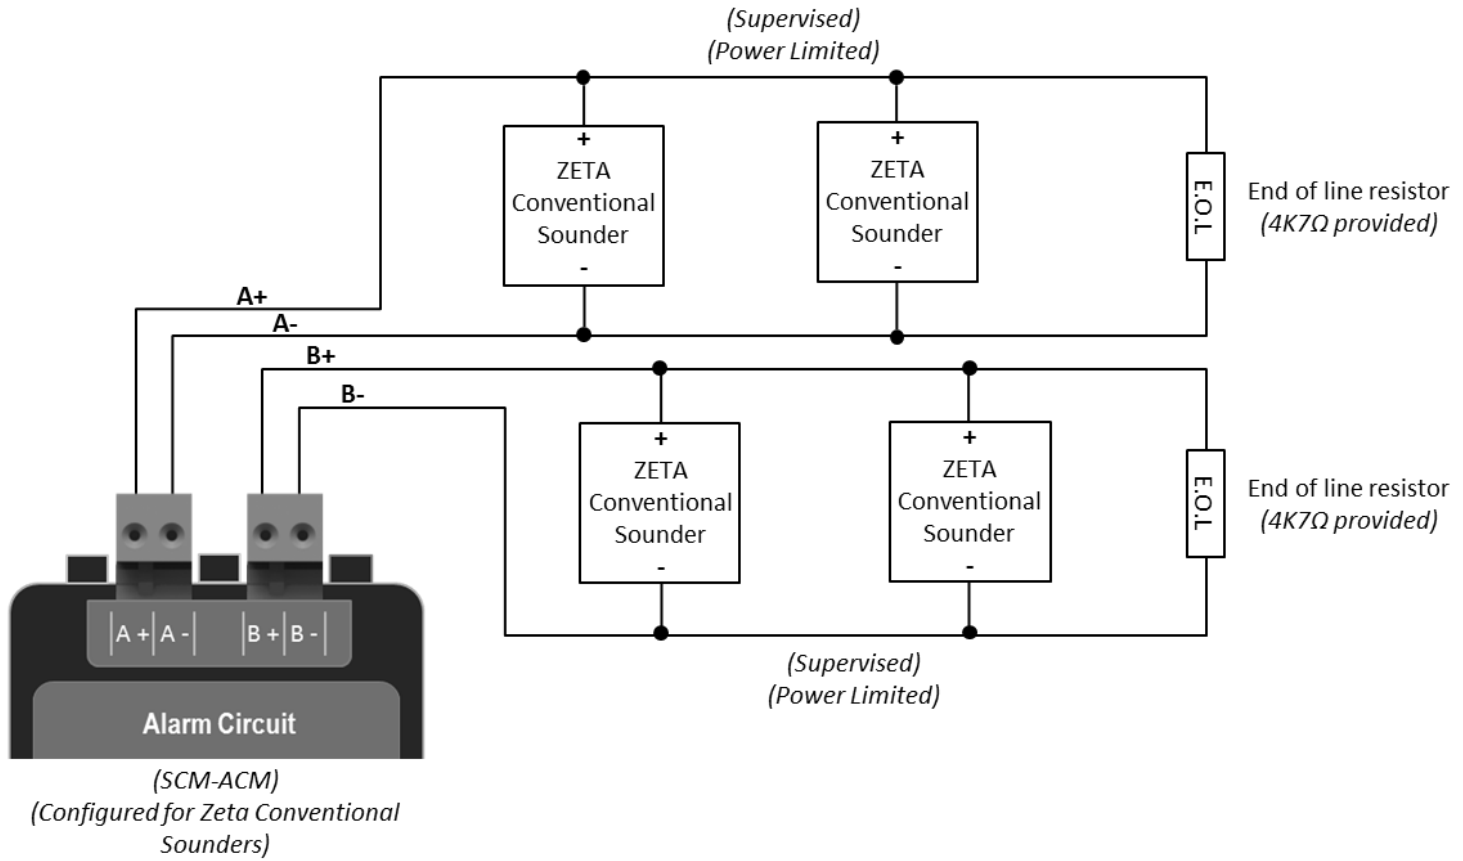 (Supervised)
(Power Limited)
+
ZETA
Conventional
Sounder
-
+
ZETA
Conventional
Sounder
-
E.O.L
End of line resistor
(4K7Ω provided)
A+
A-
B+
B-
+
ZETA
Conventional
Sounder
-
+
ZETA
Conventional
Sounder
-
E.O.L
End of line resistor
(4K7Ω provided)
A + A - B + B -
(Supervised)
(Power Limited)
Alarm Circuit
(SCM-ACM)
(Configured for Zeta Conventional
Sounders)